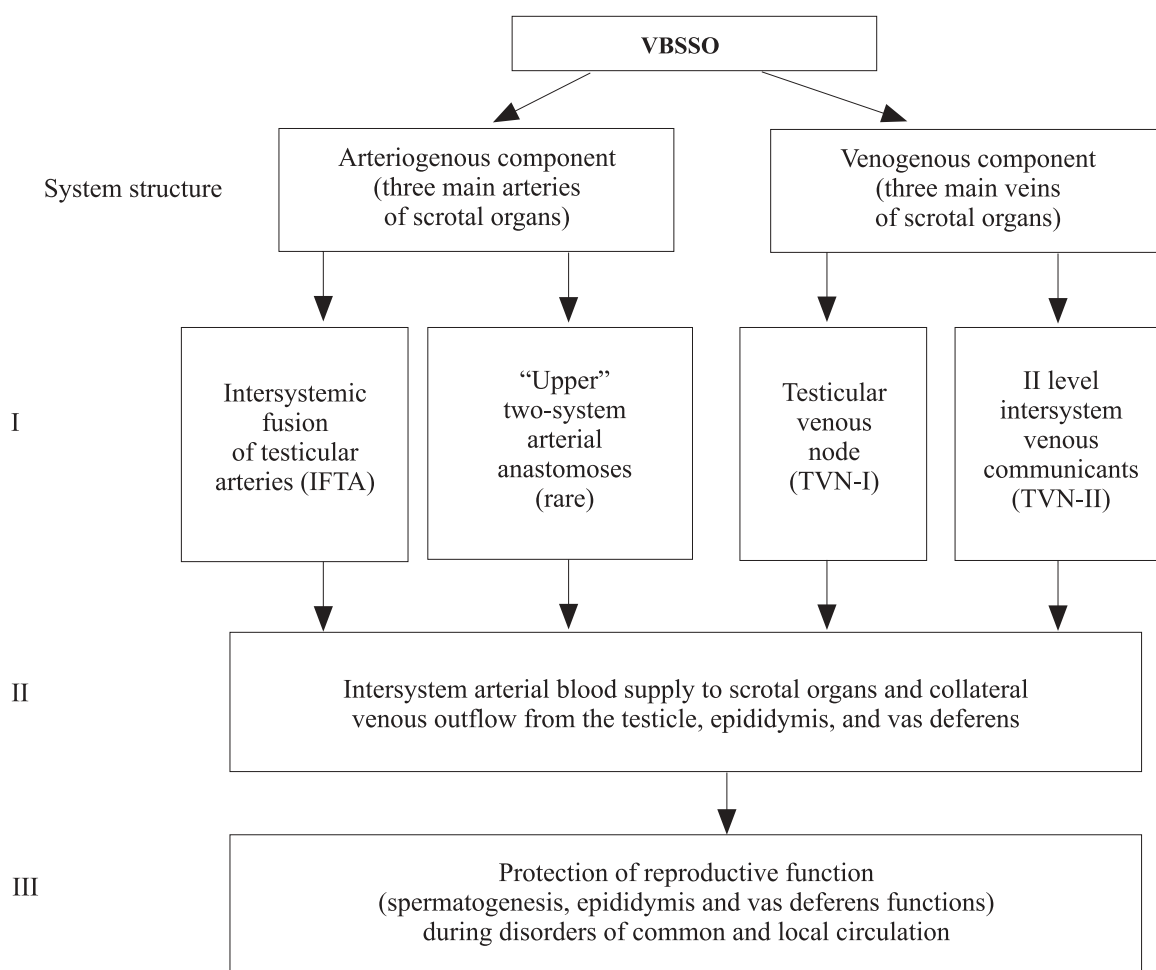 VBSSO
System structure
Arteriogenous component
(three main arteries
of scrotal organs)
Venogenous component
(three main veins
of scrotal organs)
I
Intersystemic
fusion
of testicular
arteries (IFTA)
“Upper”
two-system
arterial
anastomoses
(rare)
Testicular
venous
node
(TVN-I)
II level
intersystem
venous
communicants
(TVN-II)
II
Intersystem arterial blood supply to scrotal organs and collateral
venous outflow from the testicle, epididymis, and vas deferens
III
Protection of reproductive function
(spermatogenesis, epididymis and vas deferens functions)
during disorders of common and local circulation